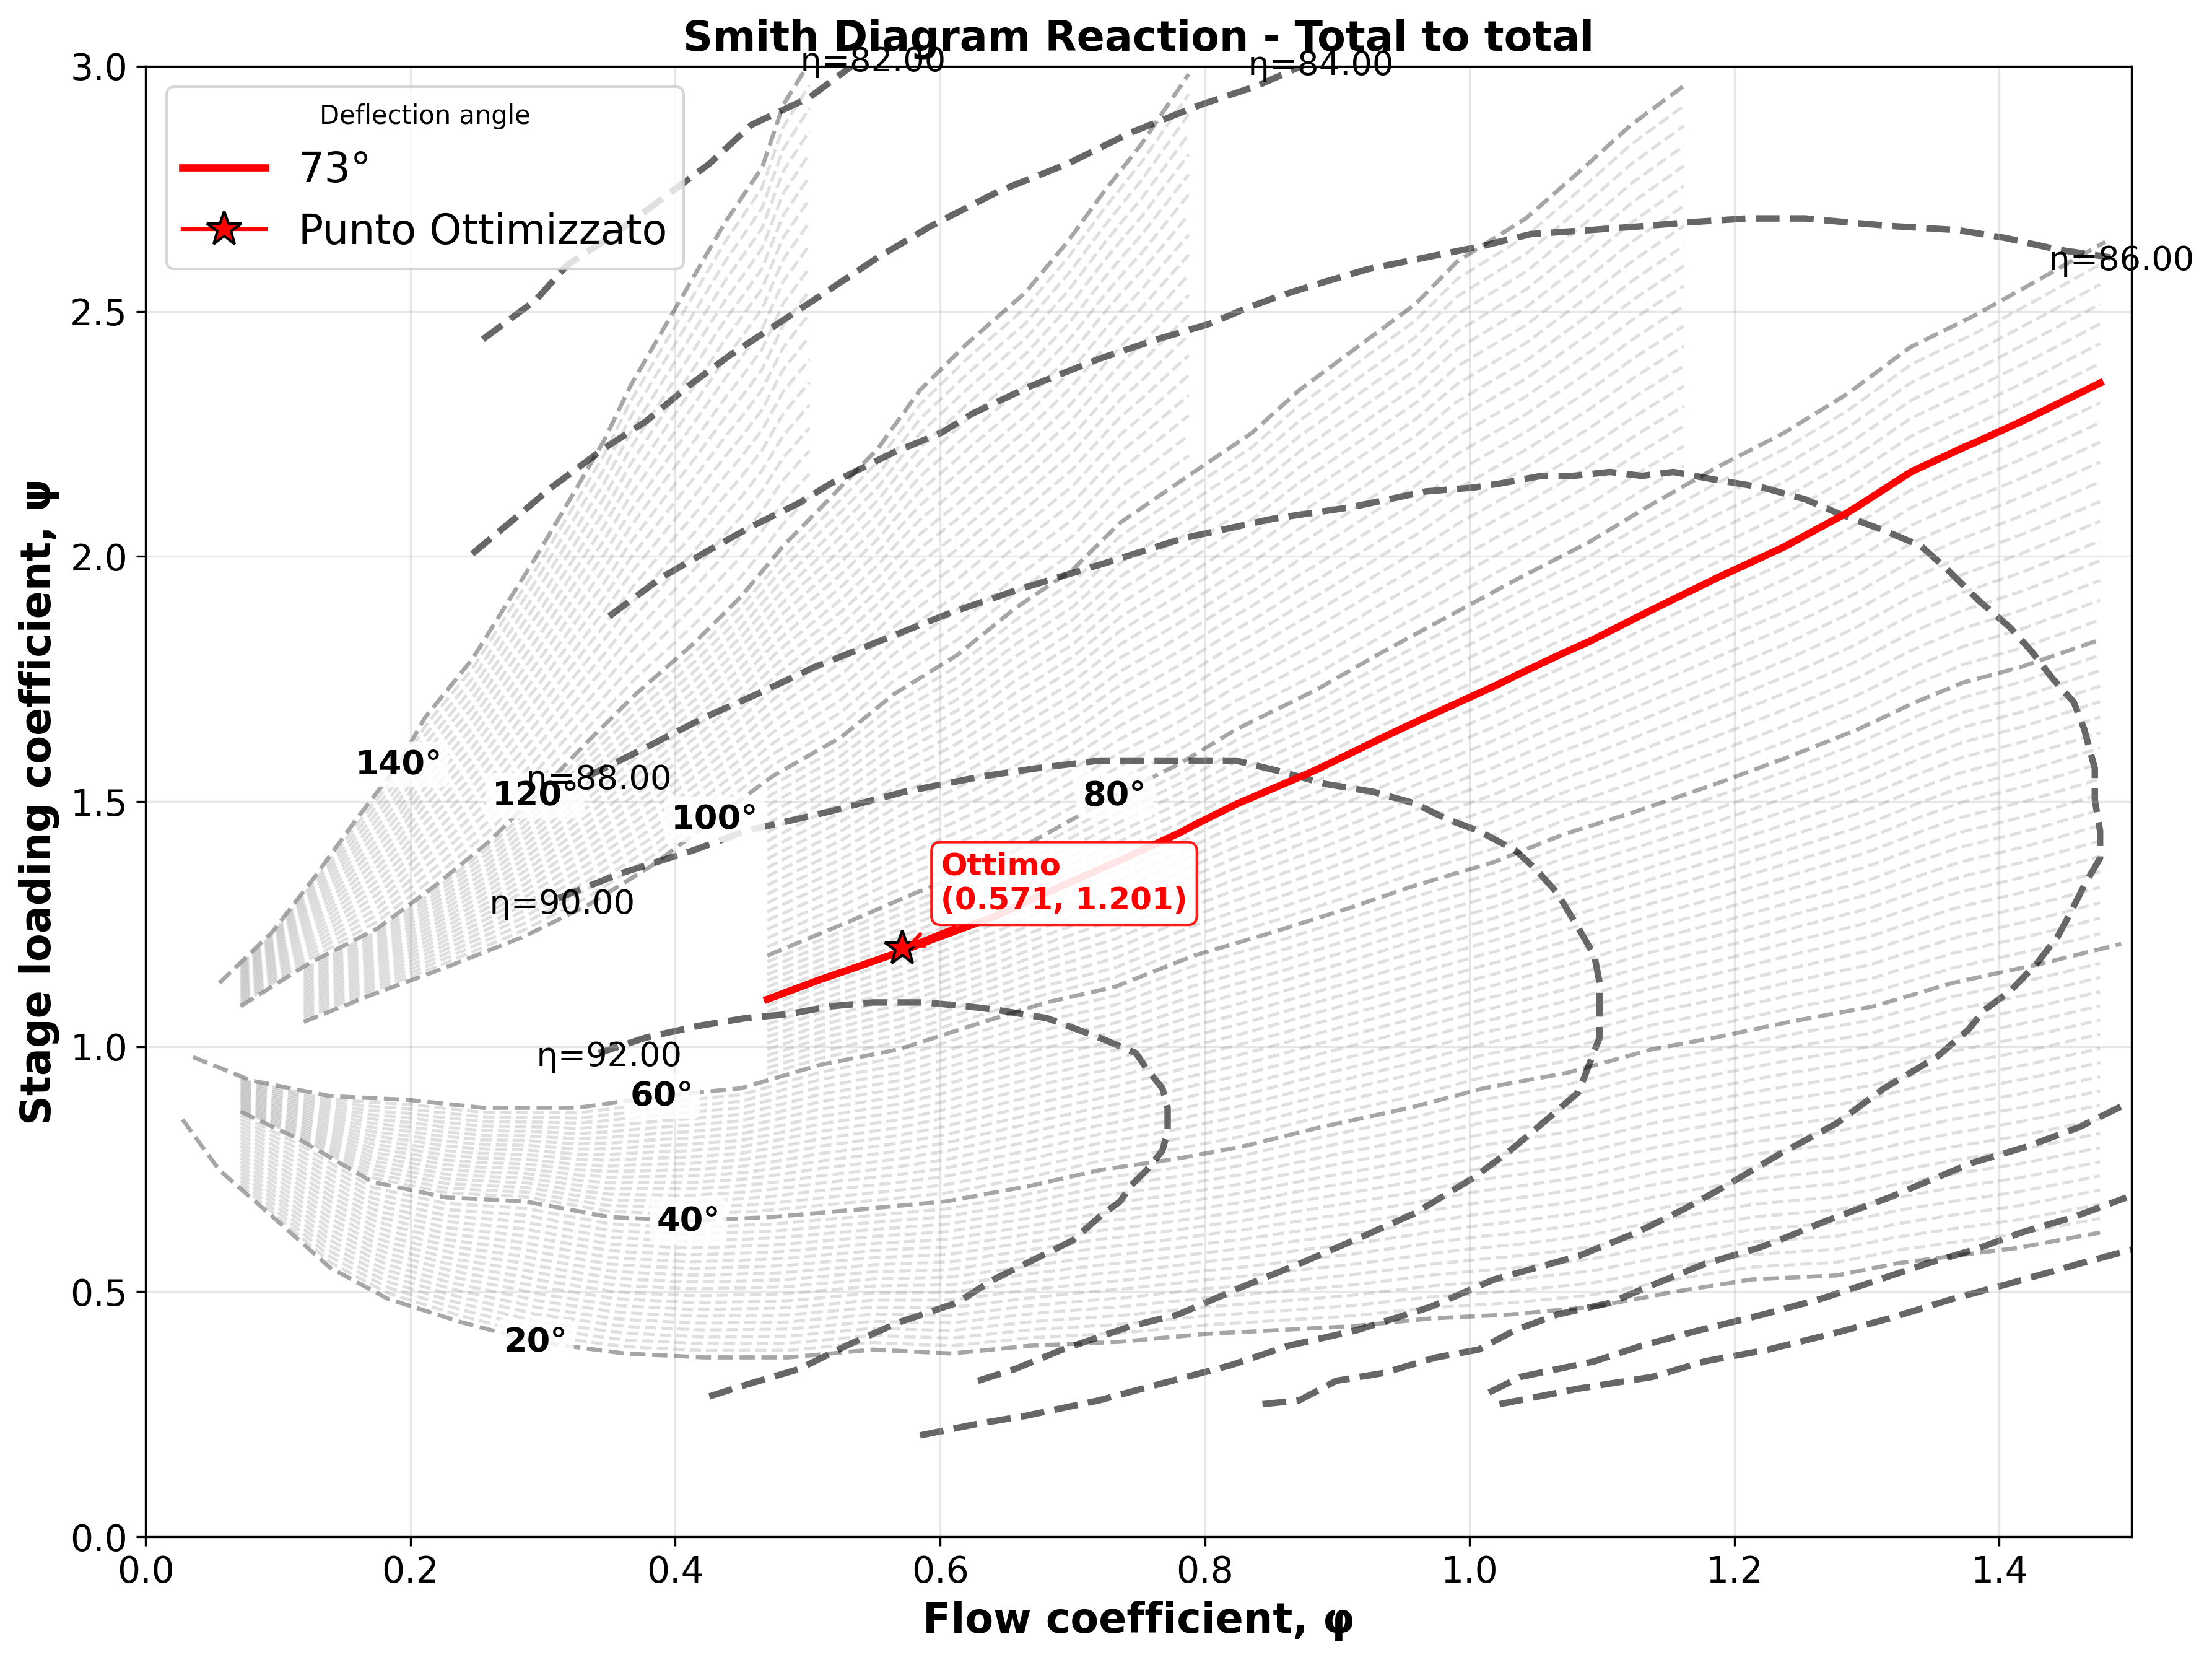 Smith Diagram Reaction - Total to total
η=82.00
η=84.00
Deflection angle
73°
Punto Ottimizzato
η=86.00
140°
η=88.00
120°
100°
80°
Ottimo
(0.571, 1.201)
η=90.00
η=92.00
60°
40°
20°
3.0
2.5
2.0
1.5
1.0
0.5
0.0
Stage loading coefficient, ψ
0.0
0.2
0.4
0.6
0.8
1.0
1.2
1.4
Flow coefficient, φ